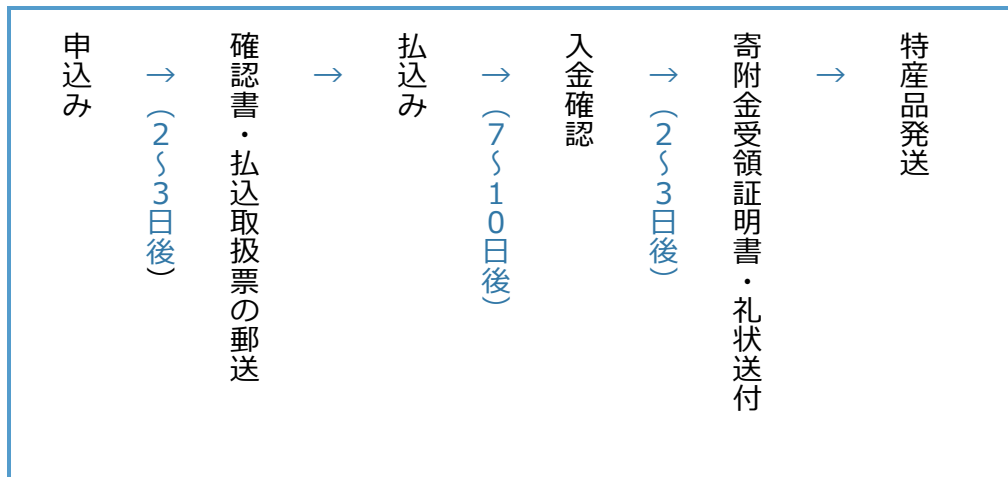 申込み
→（2～3日後）
確認書・払込取扱票の郵送
→
払込み
→（7～10日後）
入金確認
→（2～3日後）
寄附金受領証明書・礼状送付
→
特産品発送